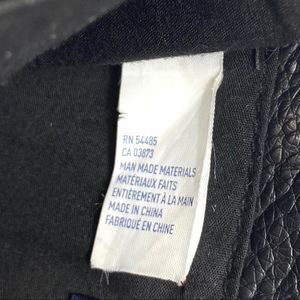 RN 54485
CA 03873
MAN MADE MATERIALS
MATÉRIAUX FAITS
ENTIÈREMENT À LA MAIN
MADE IN CHINA
FABRIQUÉ EN CHINE